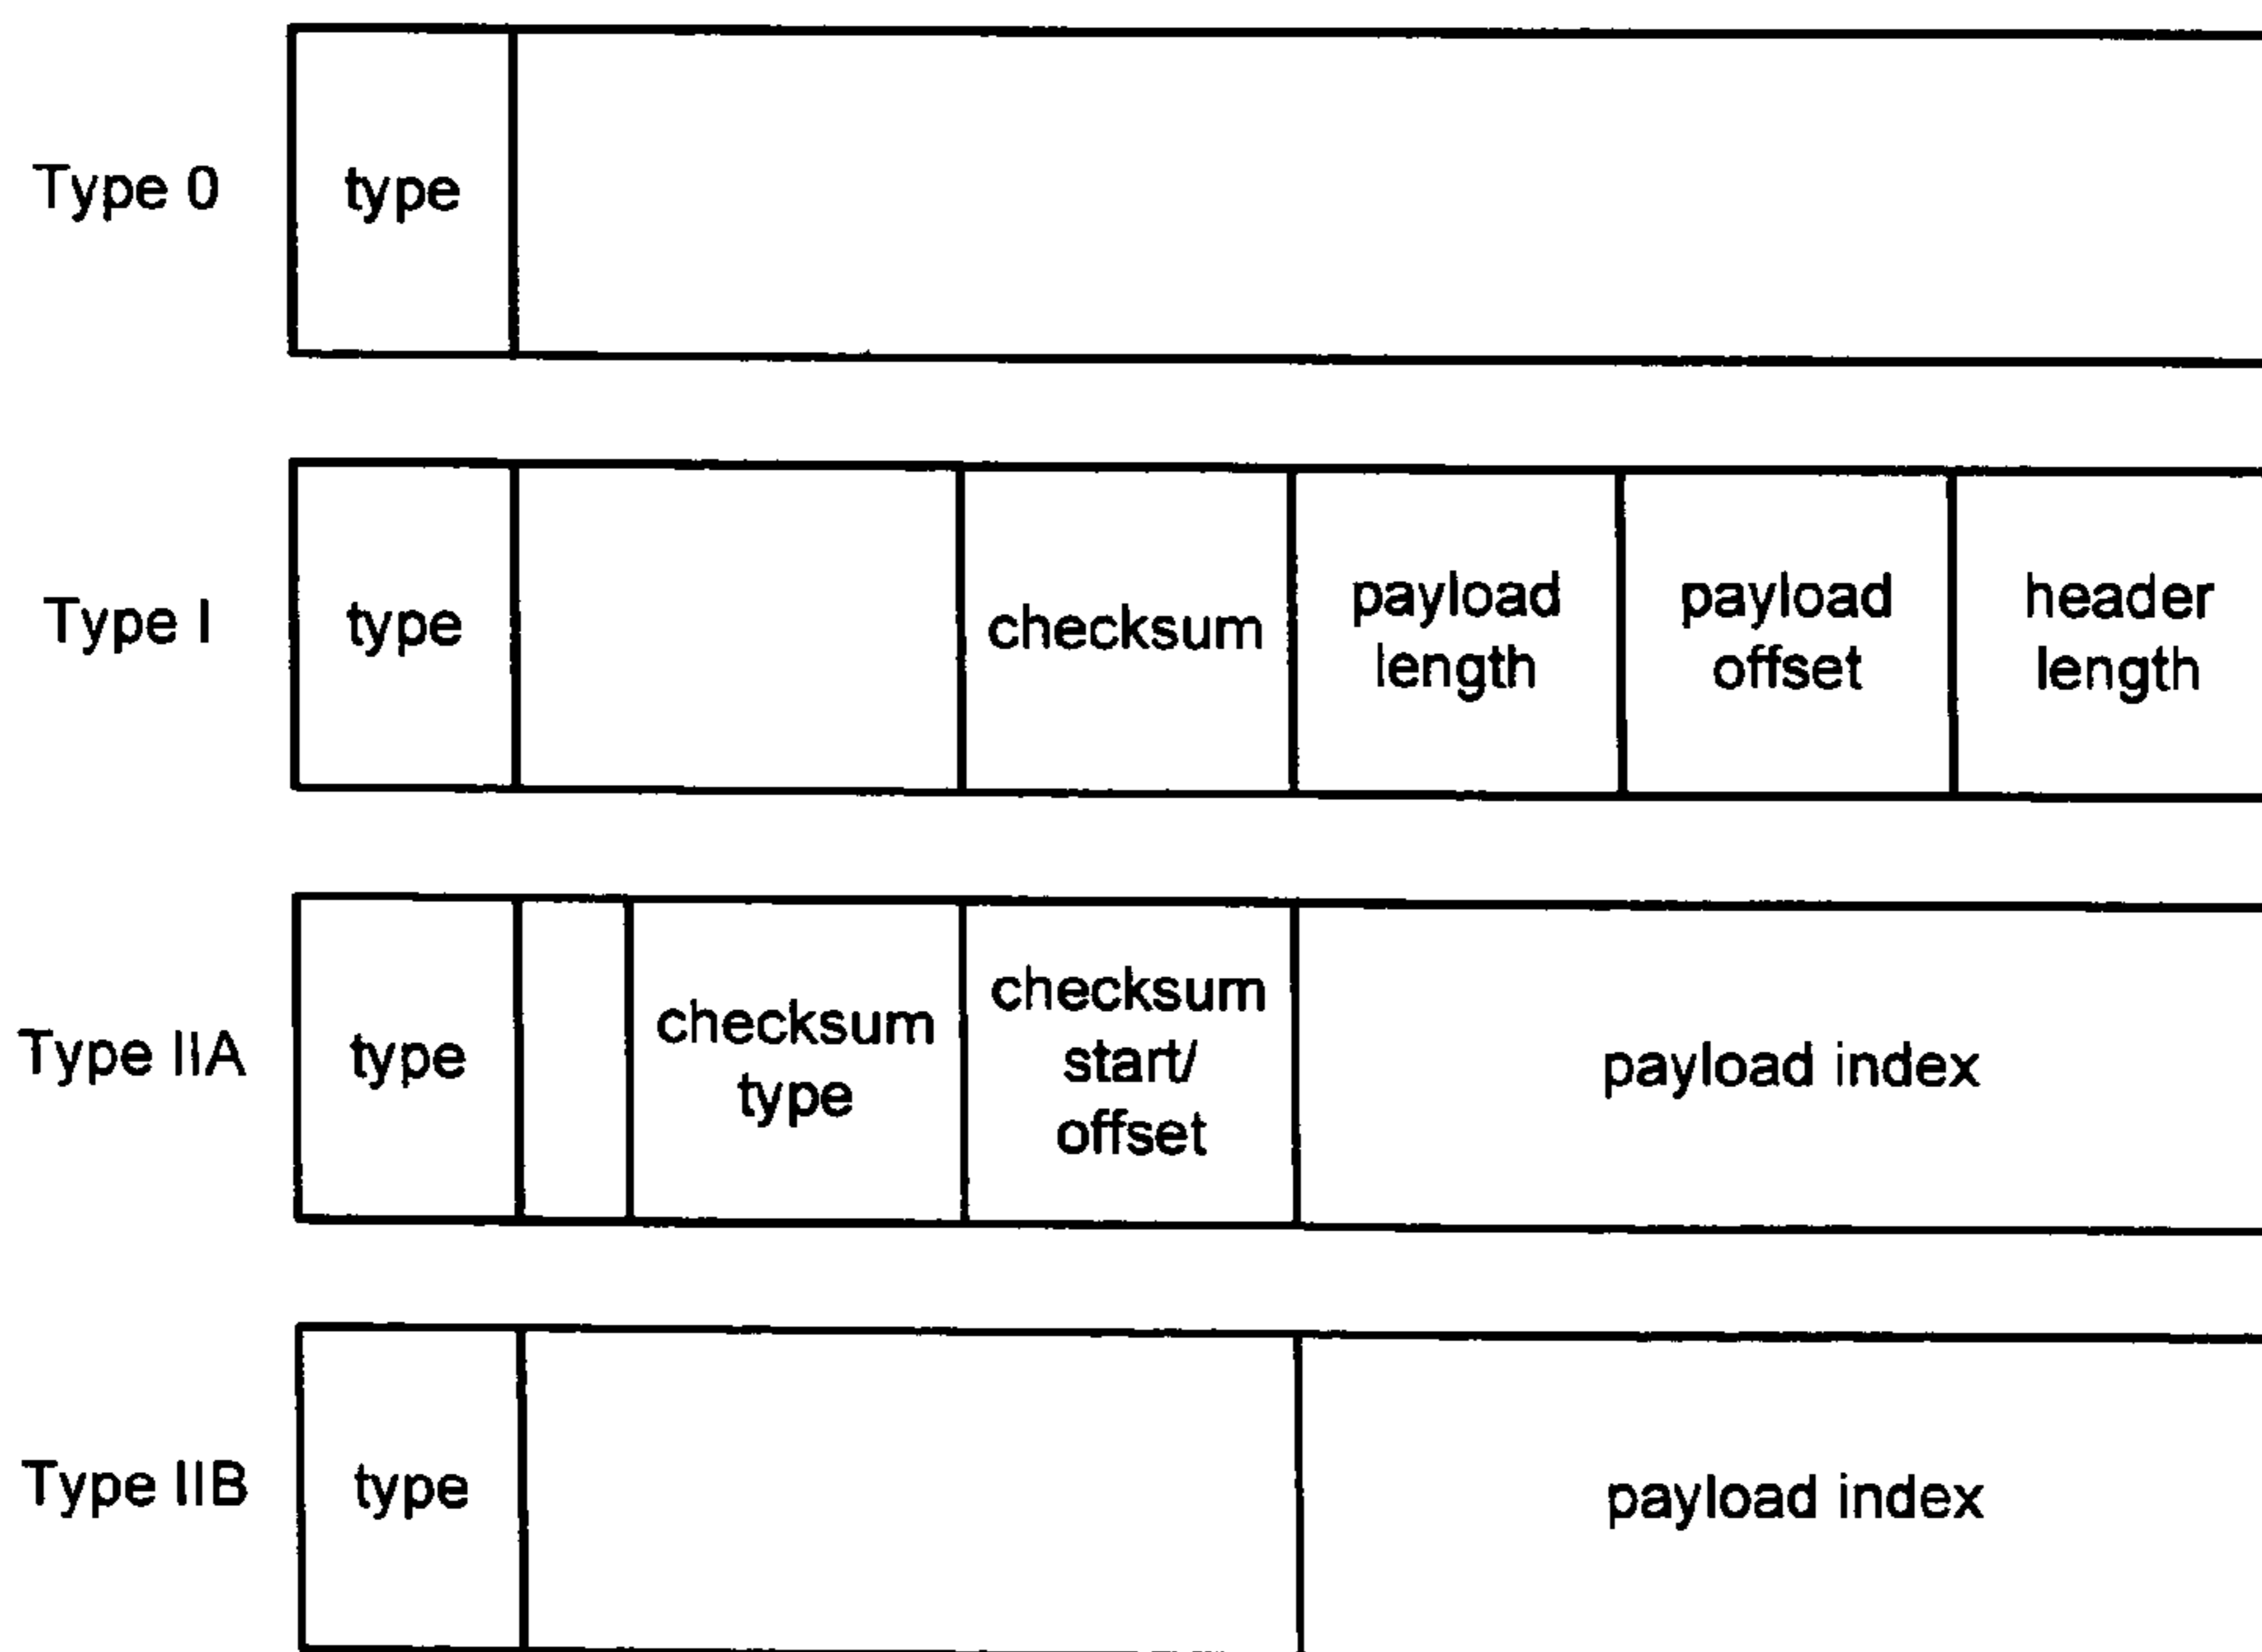 Type 0
type
Type I
type
checksum
payload
length
payload
offset
header
length
Type IIA
type
checksum
type
checksum
start/
offset
payload index
Type IIB
type
payload index